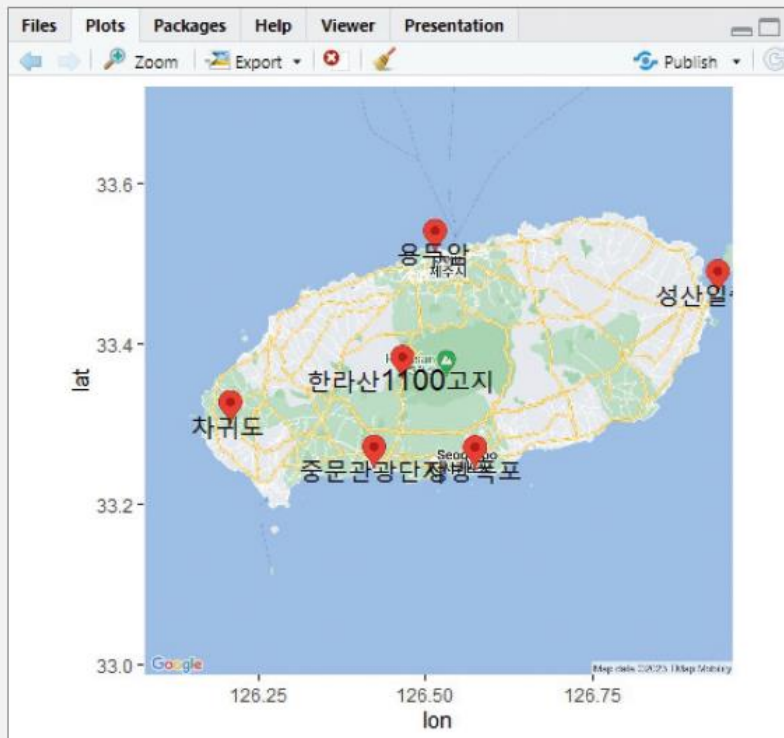 Files Plots Packages Help Viewer Presentation
Zoom Export Publish
33.6
용두암
제주시
성산일
33.4
한라산1100고지
lat
차귀도
중문관광단지
정방폭포
33.2
33.0
Google
Map data ©2023 TMap Mobility
126.25 126.50 126.75
lon